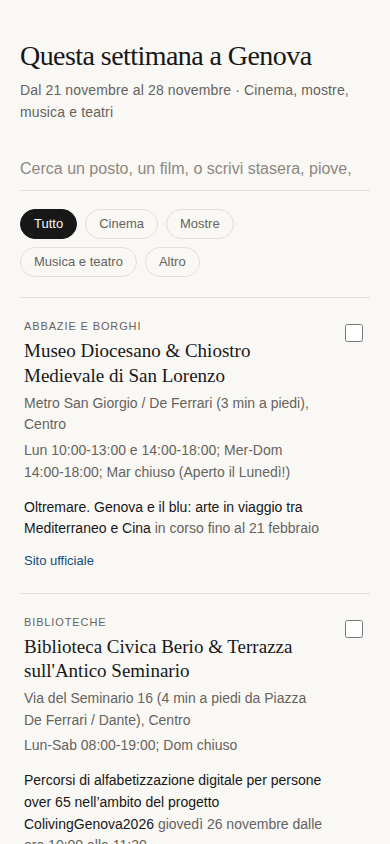 Questa settimana a Genova
Dal 21 novembre al 28 novembre · Cinema, mostre,
musica e teatri
Cerca un posto, un film, o scrivi stasera, piove,
Tutto
Cinema
Mostre
Musica e teatro
Altro
ABBAZIE E BORGHI
Museo Diocesano & Chiostro
Medievale di San Lorenzo
Metro San Giorgio / De Ferrari (3 min a piedi),
Centro
Lun 10:00-13:00 e 14:00-18:00; Mer-Dom
14:00-18:00; Mar chiuso (Aperto il Lunedì!)
Oltremare. Genova e il blu: arte in viaggio tra
Mediterraneo e Cina in corso fino al 21 febbraio
Sito ufficiale
BIBLIOTECHE
Biblioteca Civica Berio & Terrazza
sull'Antico Seminario
Via del Seminario 16 (4 min a piedi da Piazza
De Ferrari / Dante), Centro
Lun-Sab 08:00-19:00; Dom chiuso
Percorsi di alfabetizzazione digitale per persone
over 65 nell’ambito del progetto
ColivingGenova2026 giovedì 26 novembre dalle
ore 10:00 alle 11:30